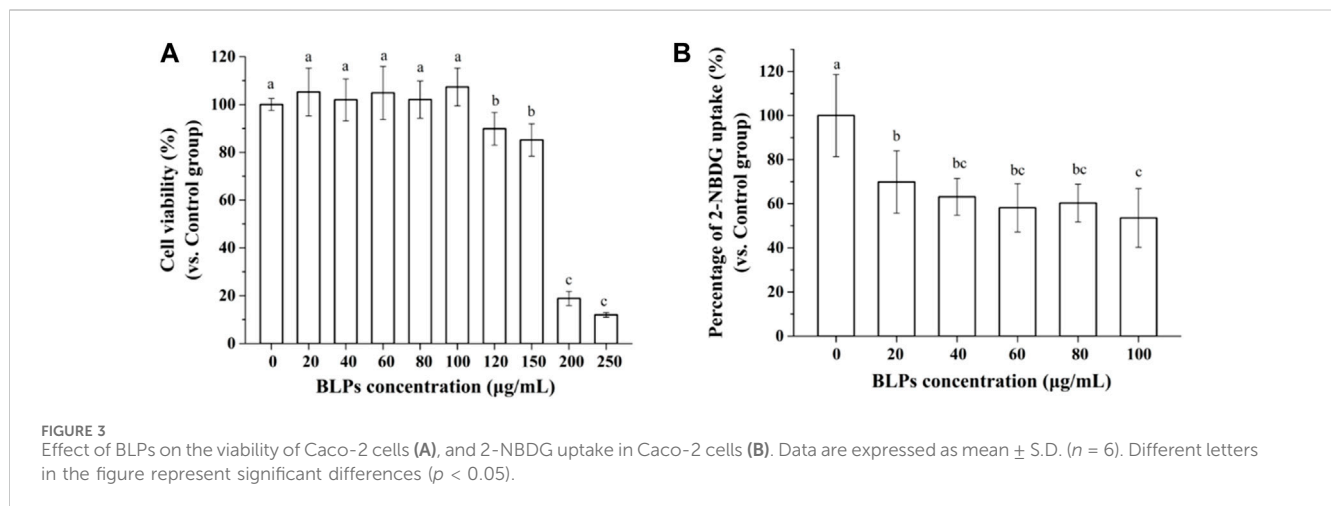 A
Cell viability (%)
(vs. Control group)
120
100
80
60
40
20
0
a a a a a a b b c c
0 20 40 60 80 100 120 150 200 250
BLPs concentration (µg/mL)
B
Percentage of 2-NBDG uptake (%)
(vs. Control group)
120
100
80
60
40
20
0
a b bc bc bc c
0 20 40 60 80 100
BLPs concentration (µg/mL)
FIGURE 3
Effect of BLPs on the viability of Caco-2 cells (A), and 2-NBDG uptake in Caco-2 cells (B). Data are expressed as mean ± S.D. (n = 6). Different letters
in the figure represent significant differences (p < 0.05).